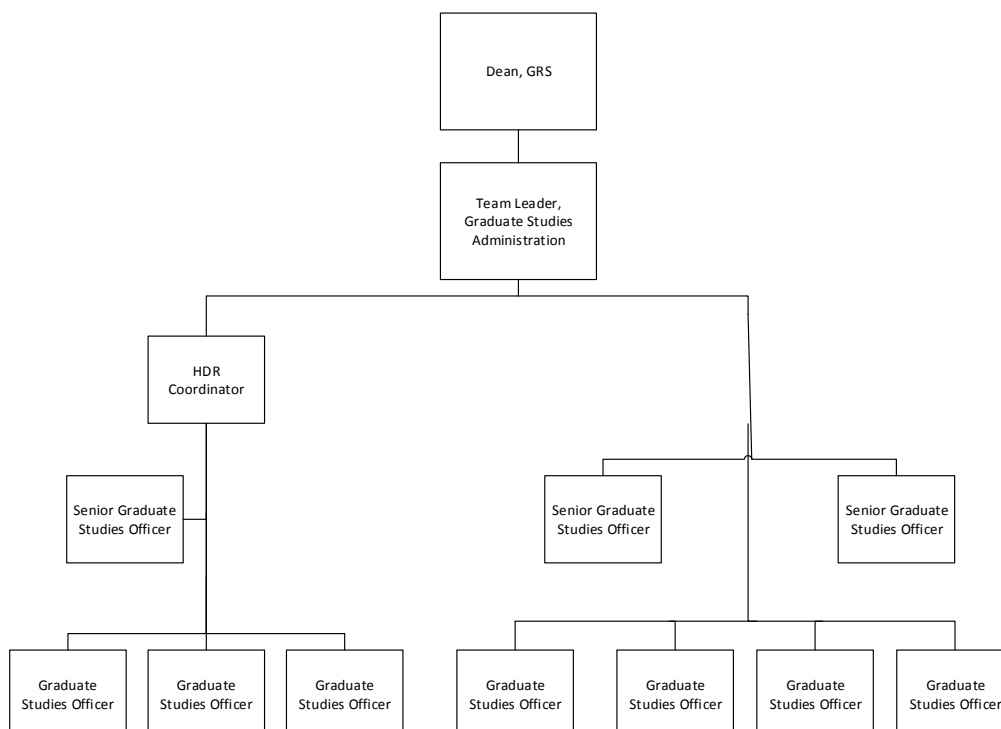 Dean, GRS
Team Leader,
Graduate Studies
Administration
HDR
Coordinator
Senior Graduate
Studies Officer
Senior Graduate
Studies Officer
Senior Graduate
Studies Officer
Graduate
Studies Officer
Graduate
Studies Officer
Graduate
Studies Officer
Graduate
Studies Officer
Graduate
Studies Officer
Graduate
Studies Officer
Graduate
Studies Officer